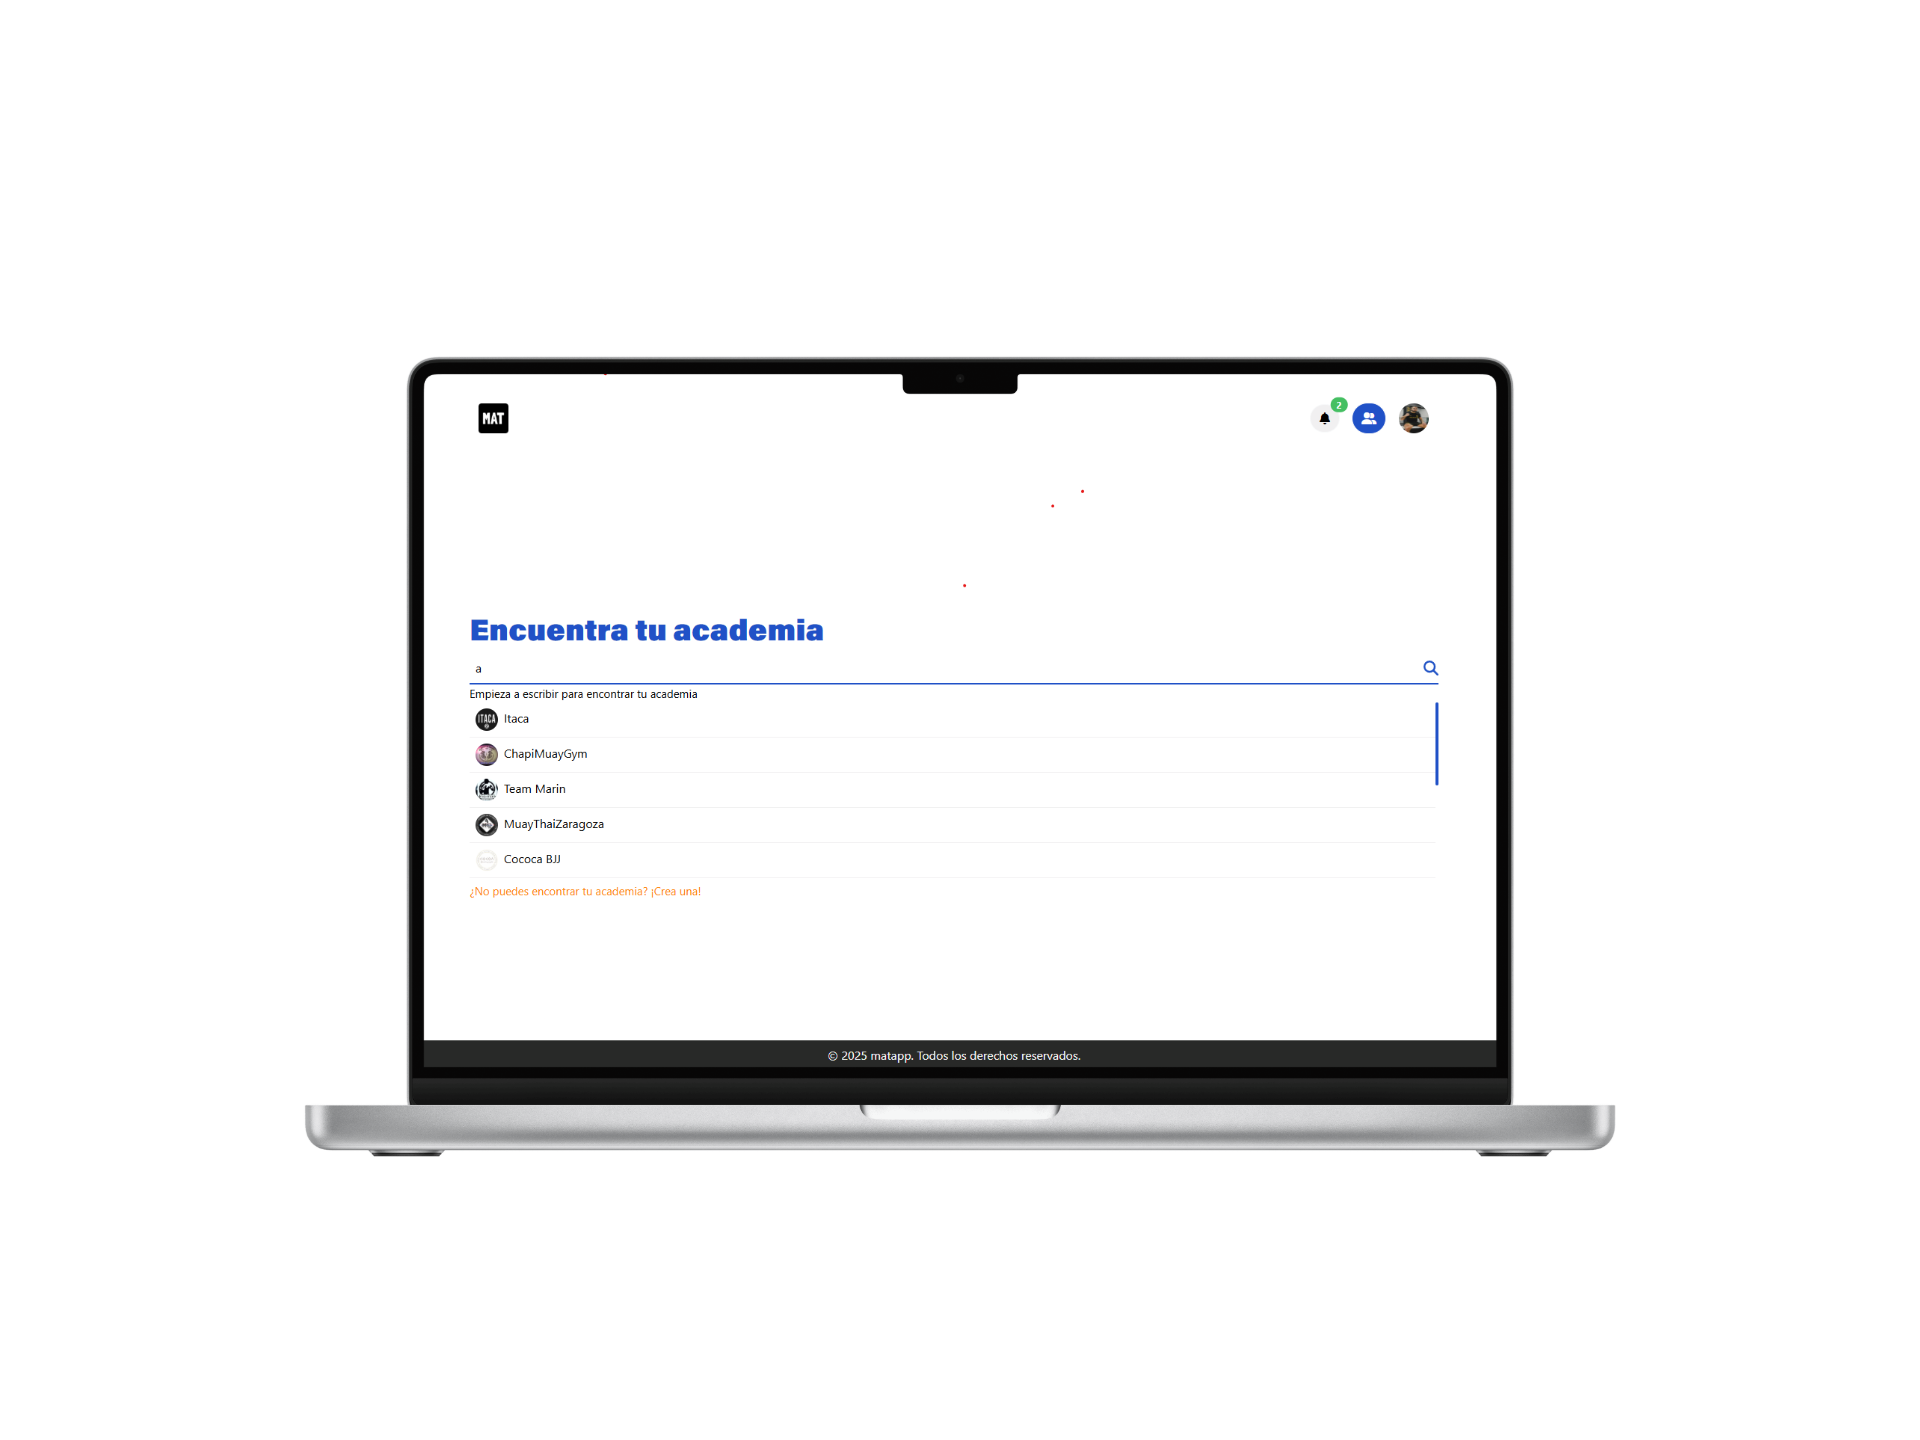 MAT
2
Encuentra tu academia
a
Empieza a escribir para encontrar tu academia
ITACA
Itaca
ChapiMuayGym
Team Marin
MuayThaiZaragoza
Cococa BJJ
¿No puedes encontrar tu academia? ¡Crea una!
© 2025 matapp. Todos los derechos reservados.